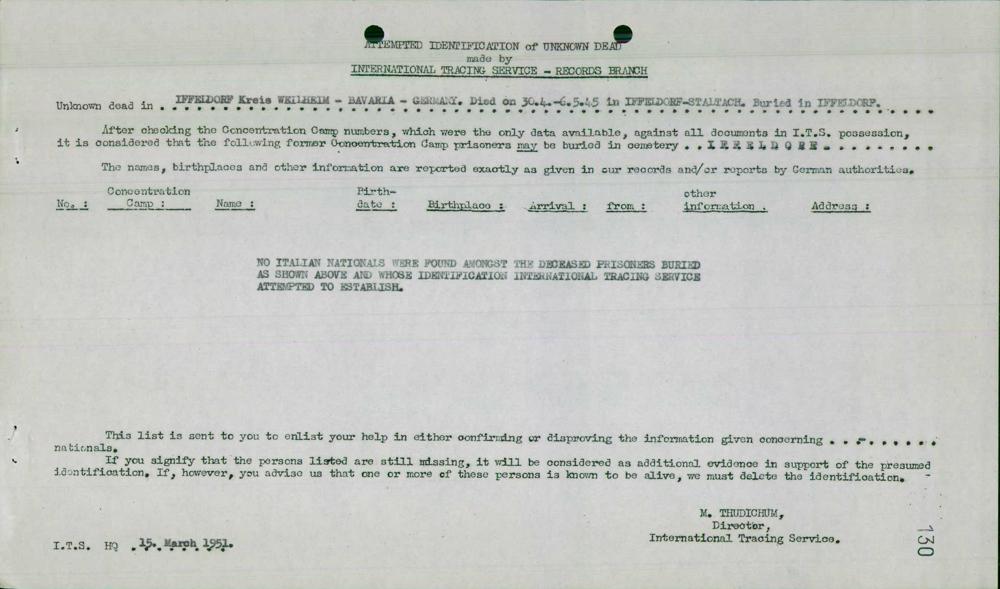 ATTEMPTED IDENTIFICATION of UNKNOWN DEAD
made by
INTERNATIONAL TRACING SERVICE - RECORDS BRANCH
Unknown dead in . IFFELDORF Kreis WEILHEIM - BAVARIA - GERMANY. Died on 30.4.-6.5.45 in IFFELDORF-STALTACH. Buried in IFFELDORF.
After checking the Concentration Camp numbers, which were the only data available, against all documents in I.T.S. possession,
it is considered that the following former Concentration Camp prisoners may be buried in cemetery . . IFFELDORF. . . . . . . . .
The names, birthplaces and other information are reported exactly as given in our records and/or reports by German authorities.
No. : Concentration Camp : Name : Birth-date : Birthplace : Arrival : from : other information . Address :
NO ITALIAN NATIONALS WERE FOUND AMONGST THE DECEASED PRISONERS BURIED
AS SHOWN ABOVE AND WHOSE IDENTIFICATION INTERNATIONAL TRACING SERVICE
ATTEMPTED TO ESTABLISH.
This list is sent to you to enlist your help in either confirming or disproving the information given concerning . . . . . . . .
nationals.
If you signify that the persons listed are still missing, it will be considered as additional evidence in support of the presumed
identification. If, however, you advise us that one or more of these persons is known to be alive, we must delete the identification.
M. THUDICHUM,
Director,
International Tracing Service.
I.T.S. HQ . 15. March 1951.
130